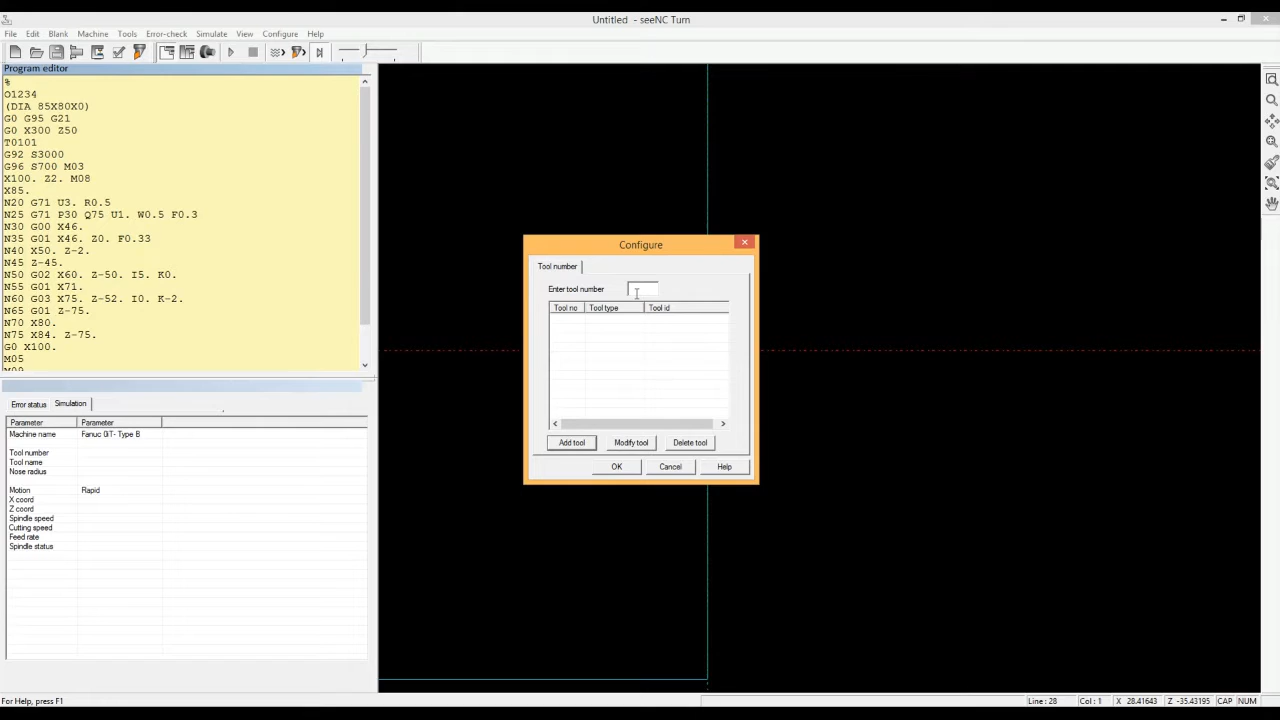 Untitled - seeNC Turn
File Edit Blank Machine Tools Error-check Simulate View Configure Help
Program editor
%
O1234
(DIA 85X80X0)
G0 G95 G21
G0 X300 Z50
T0101
G92 S3000
G96 S700 M03
X100. Z2. M08
X85.
N20 G71 U3. R0.5
N25 G71 P30 Q75 U1. W0.5 F0.3
N30 G00 X46.
N35 G01 X46. Z0. F0.33
N40 X50. Z-2.
N45 Z-45.
N50 G02 X60. Z-50. I5. K0.
N55 G01 X71.
N60 G03 X75. Z-52. I0. K-2.
N65 G01 Z-75.
N70 X80.
N75 X84. Z-75.
G0 X100.
M05
Configure
Tool number
Enter tool number
Tool no Tool type Tool id
Add tool Modify tool Delete tool
OK Cancel Help
Error status Simulation
Parameter Parameter
Machine name Fanuc 0iT- Type B
Tool number
Tool name
Nose radius
Motion Rapid
X coord
Z coord
Spindle speed
Cutting speed
Feed rate
Spindle status
For Help, press F1
Line : 28 Col : 1 X 28.41643 Z -35.43195 CAP NUM